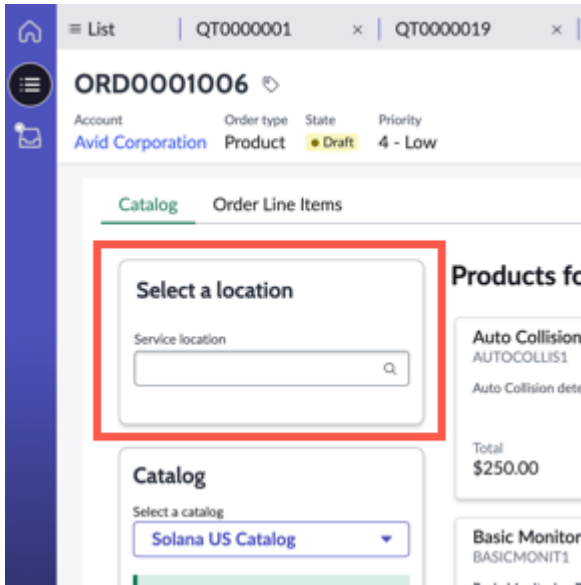 List
QT0000001
QT0000019
ORD0001006
Account Order type State Priority
Avid Corporation Product Draft 4 - Low
Catalog Order Line Items
Select a location
Service location
Products fo
Auto Collision
AUTOCOLLIS1
Auto Collision dete
Total
$250.00
Catalog
Select a catalog
Solana US Catalog
Basic Monitor
BASICMONIT1